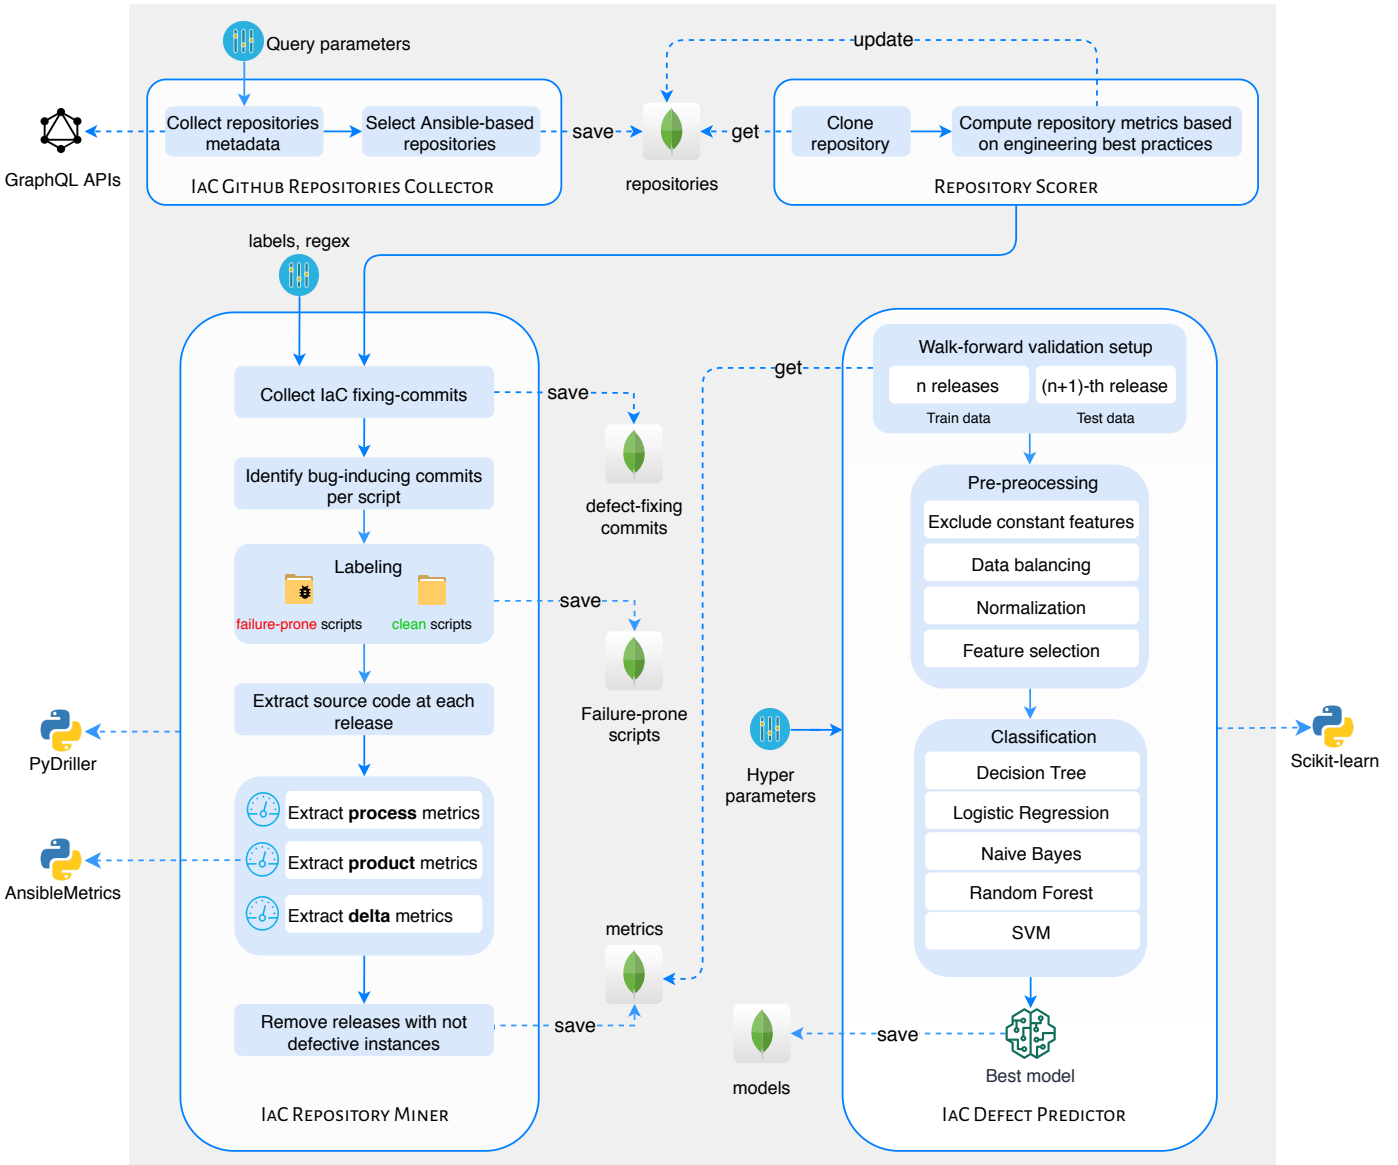 Query parameters
update
GraphQL APIs
Collect repositories
metadata
Select Ansible-based
repositories
IaC Github Repositories Collector
save
repositories
get
Clone
repository
Compute repository metrics based
on engineering best practices
Repository Scorer
labels, regex
Collect IaC fixing-commits
save
defect-fixing
commits
Identify bug-inducing commits
per script
Labeling
failure-prone scripts
clean scripts
save
Failure-prone
scripts
Extract source code at each
release
PyDriller
Extract process metrics
Extract product metrics
Extract delta metrics
AnsibleMetrics
Remove releases with not
defective instances
save
metrics
IaC Repository Miner
get
Walk-forward validation setup
n releases
(n+1)-th release
Train data
Test data
Pre-preocessing
Exclude constant features
Data balancing
Normalization
Feature selection
Hyper
parameters
Classification
Decision Tree
Logistic Regression
Naive Bayes
Random Forest
SVM
Scikit-learn
save
models
Best model
IaC Defect Predictor